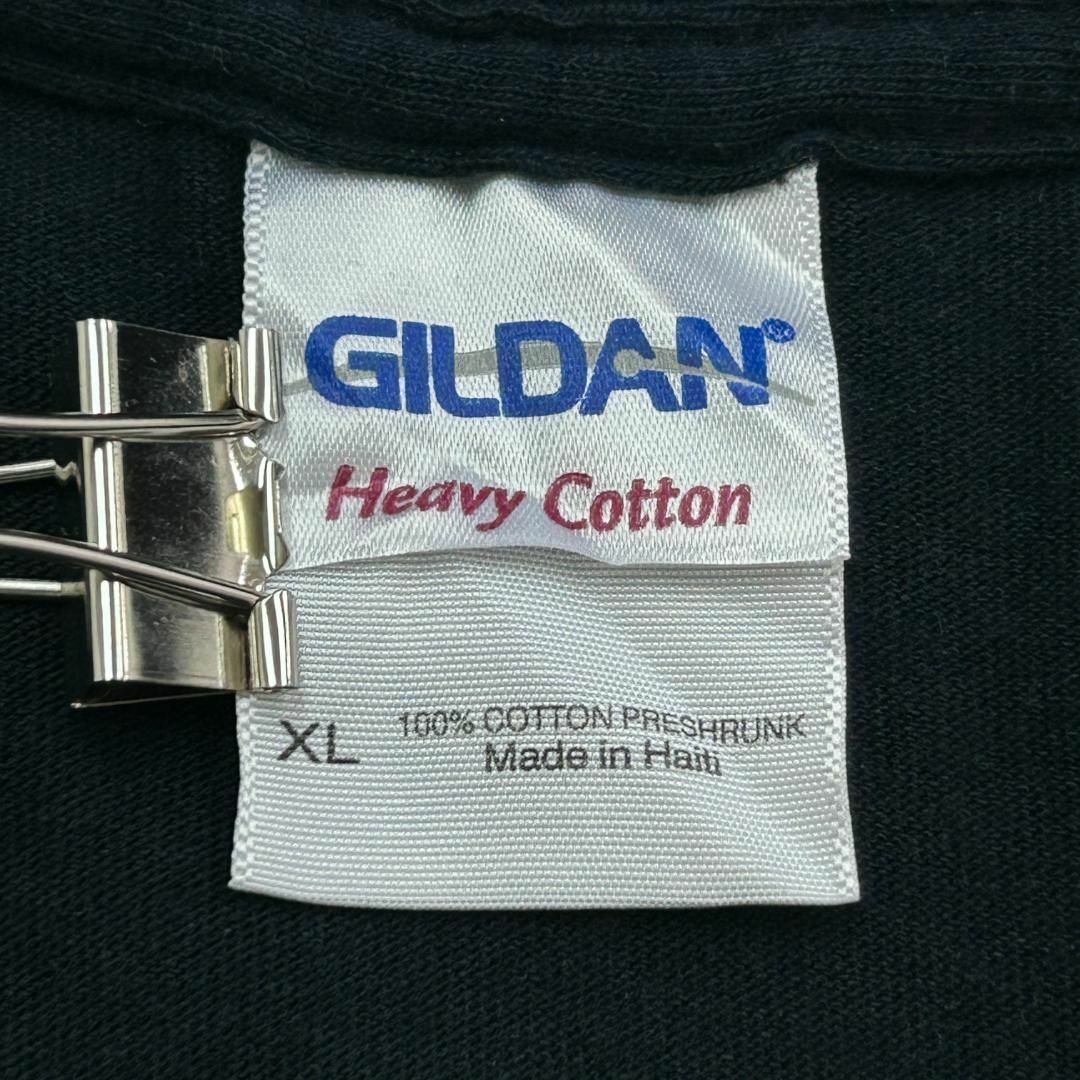 GILDAN®
Heavy Cotton
XL 100% COTTON PRESHRUNK
Made in Haiti